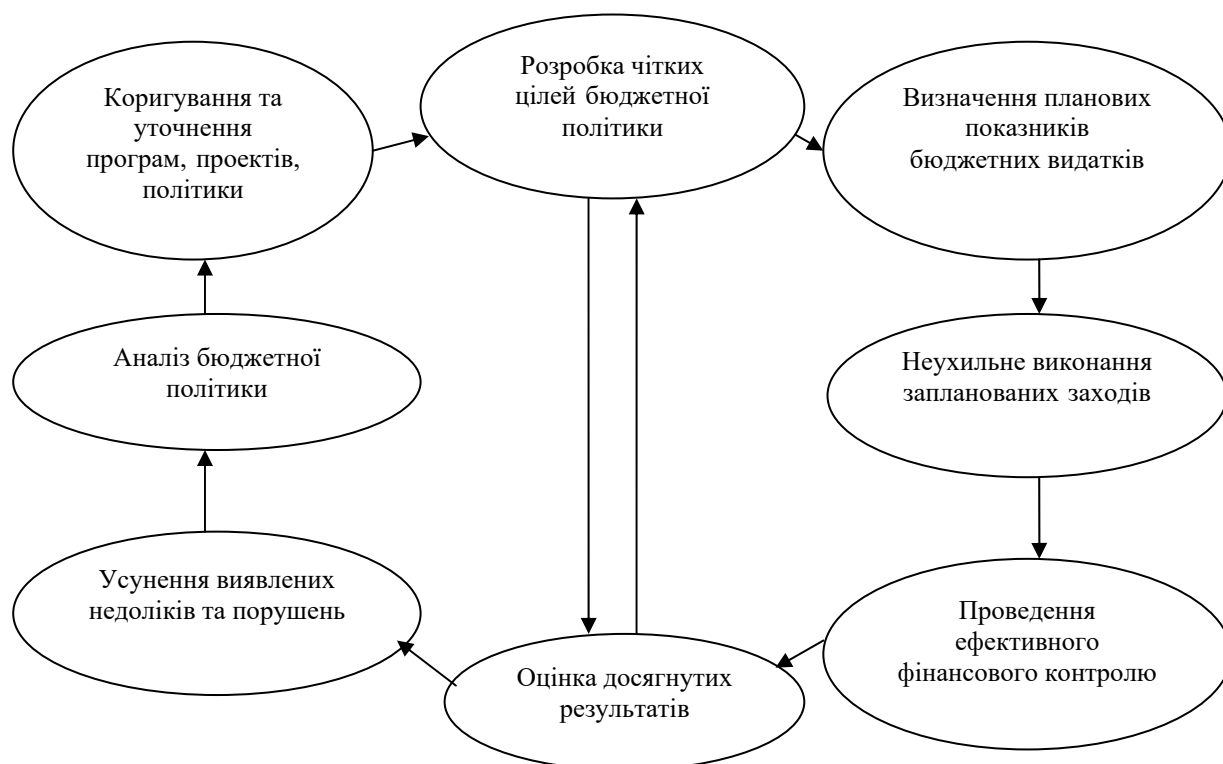 Коригування та
уточнення
програм, проектів,
політики
Розробка чітких
цілей бюджетної
політики
Визначення планових
показників
бюджетних видатків
Аналіз бюджетної
політики
Неухильне виконання
запланованих заходів
Усунення виявлених
недоліків та порушень
Оцінка досягнутих
результатів
Проведення
ефективного
фінансового контролю